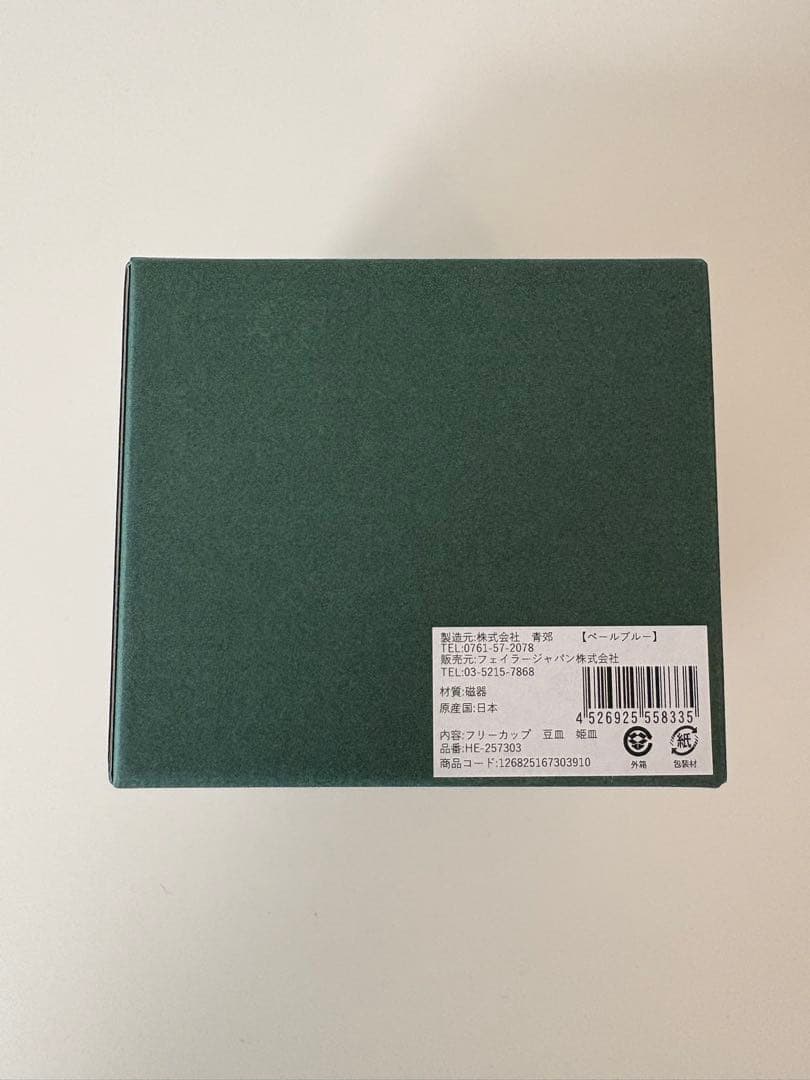 製造元:株式会社　青郊　　【ペールブルー】
TEL:0761-57-2078
販売元:フェイラージャパン株式会社
TEL:03-5215-7868
材質:磁器
原産国:日本
4 526925 558335
内容:フリーカップ　豆皿　姫皿
品番:HE-257303
商品コード:126825167303910
外箱
紙
包装材